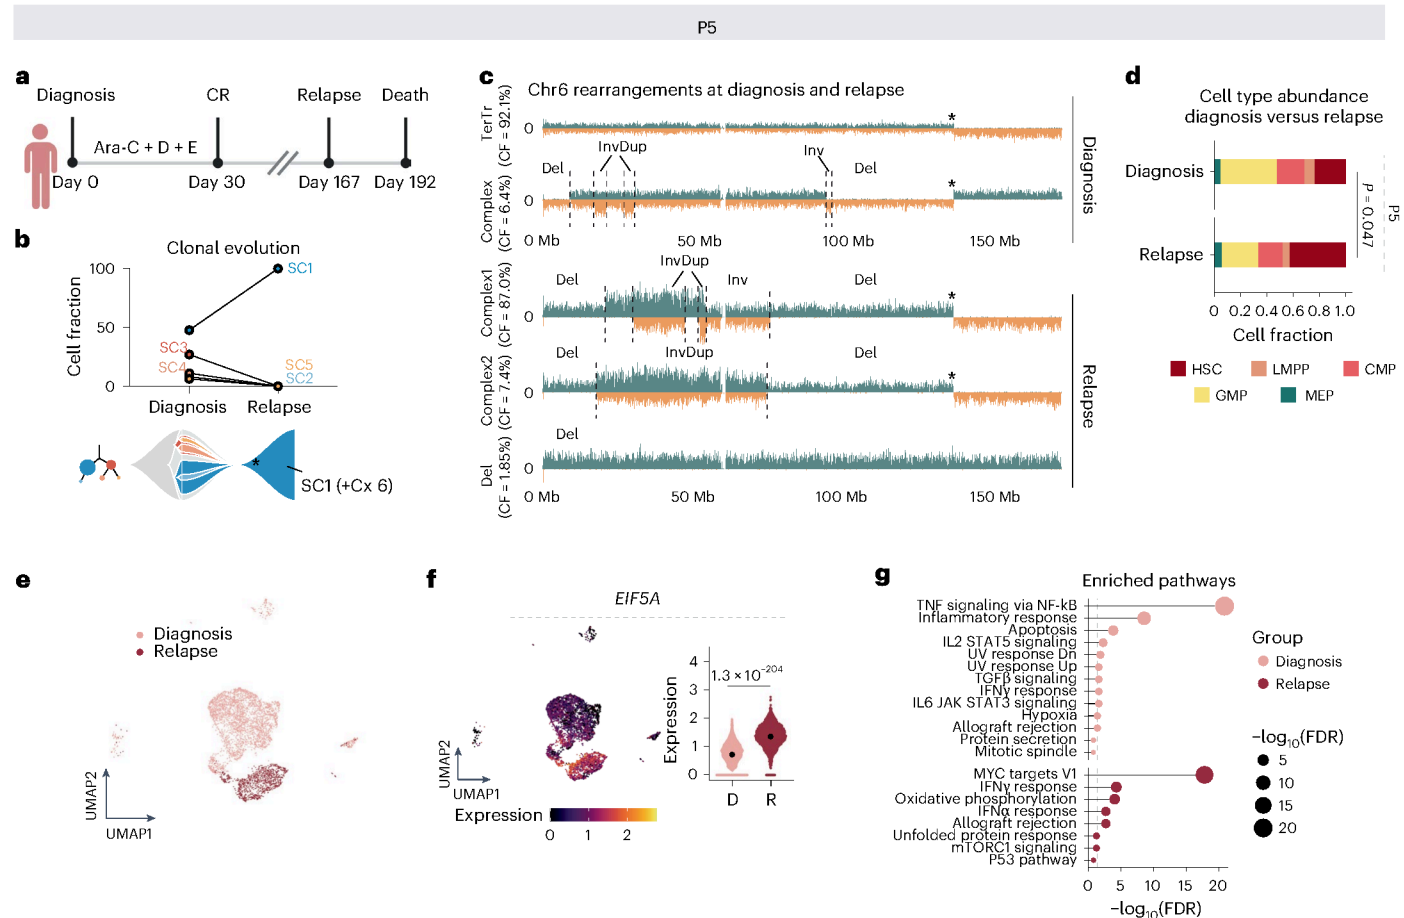 P5
a
Diagnosis
CR
Relapse
Death
Ara-C + D + E
Day 0
Day 30
Day 167
Day 192
b
Clonal evolution
Cell fraction
100
50
0
SC1
SC3
SC4
SC5
SC2
Diagnosis
Relapse
*
SC1 (+Cx 6)
c
Chr6 rearrangements at diagnosis and relapse
TerTr
(CF = 92.1%)
0
*
Complex
(CF = 6.4%)
Del
InvDup
Inv
Del
0
*
0 Mb
50 Mb
100 Mb
150 Mb
Diagnosis
Complex1
(CF = 87.0%)
Del
InvDup
Inv
Del
0
*
Complex2
(CF = 7.4%)
Del
InvDup
Del
0
*
Del
(CF = 1.85%)
Del
0
0 Mb
50 Mb
100 Mb
150 Mb
Relapse
d
Cell type abundance
diagnosis versus relapse
Diagnosis
Relapse
P = 0.047
P5
0
0.2
0.4
0.6
0.8
1.0
Cell fraction
HSC
LMPP
CMP
GMP
MEP
e
Diagnosis
Relapse
UMAP2
UMAP1
f
EIF5A
UMAP2
UMAP1
Expression
0
1
2
Expression
4
3
2
1
0
1.3 × 10⁻²⁰⁴
D
R
g
Enriched pathways
TNF signaling via NF-kB
Inflammatory response
Apoptosis
IL2 STAT5 signaling
UV response Dn
UV response Up
TGFβ signaling
IFNγ response
IL6 JAK STAT3 signaling
Hypoxia
Allograft rejection
Protein secretion
Mitotic spindle
MYC targets V1
IFNγ response
Oxidative phosphorylation
IFNα response
Allograft rejection
Unfolded protein response
mTORC1 signaling
P53 pathway
0
5
10
15
20
−log₁₀(FDR)
Group
Diagnosis
Relapse
−log₁₀(FDR)
5
10
15
20